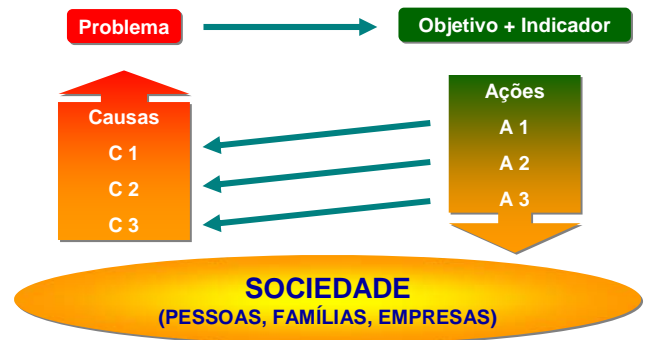 Problema
Objetivo + Indicador
Causas
C 1
C 2
C 3
Ações
A 1
A 2
A 3
SOCIEDADE
(PESSOAS, FAMÍLIAS, EMPRESAS)